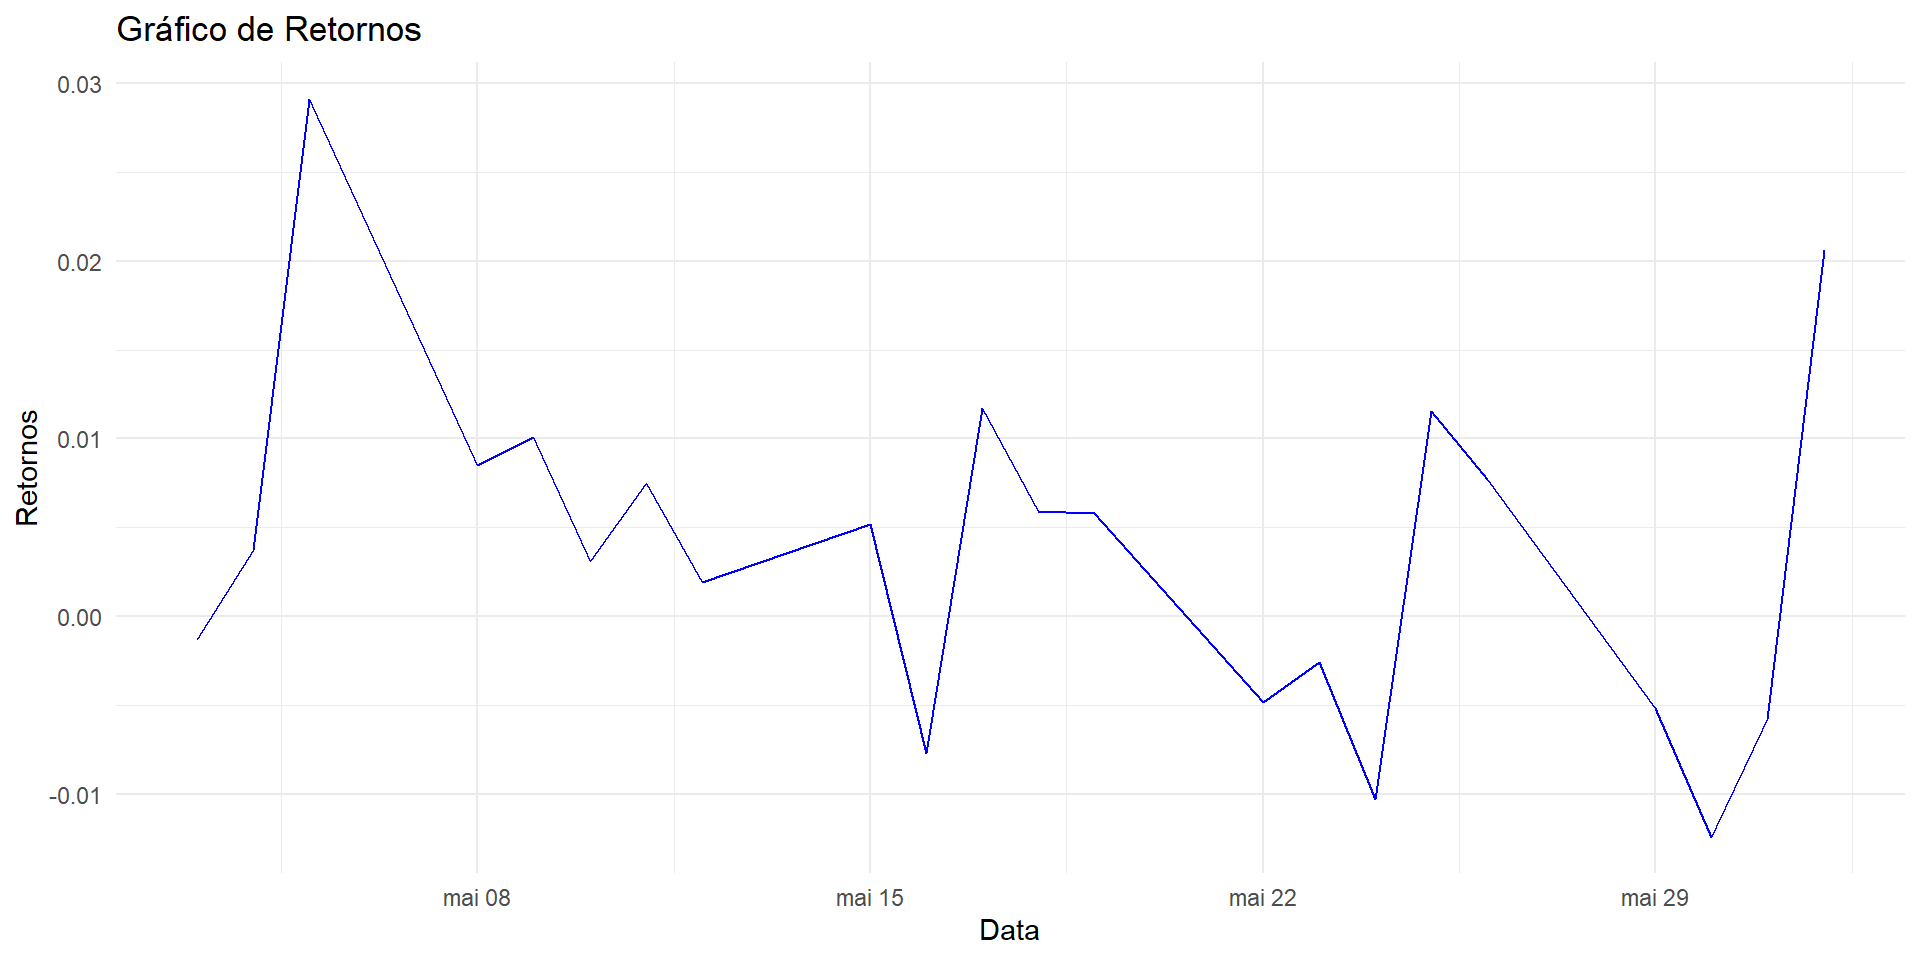 Gráfico de Retornos
0.03
0.02
0.01
0.00
-0.01
Retornos
mai 08
mai 15
mai 22
mai 29
Data